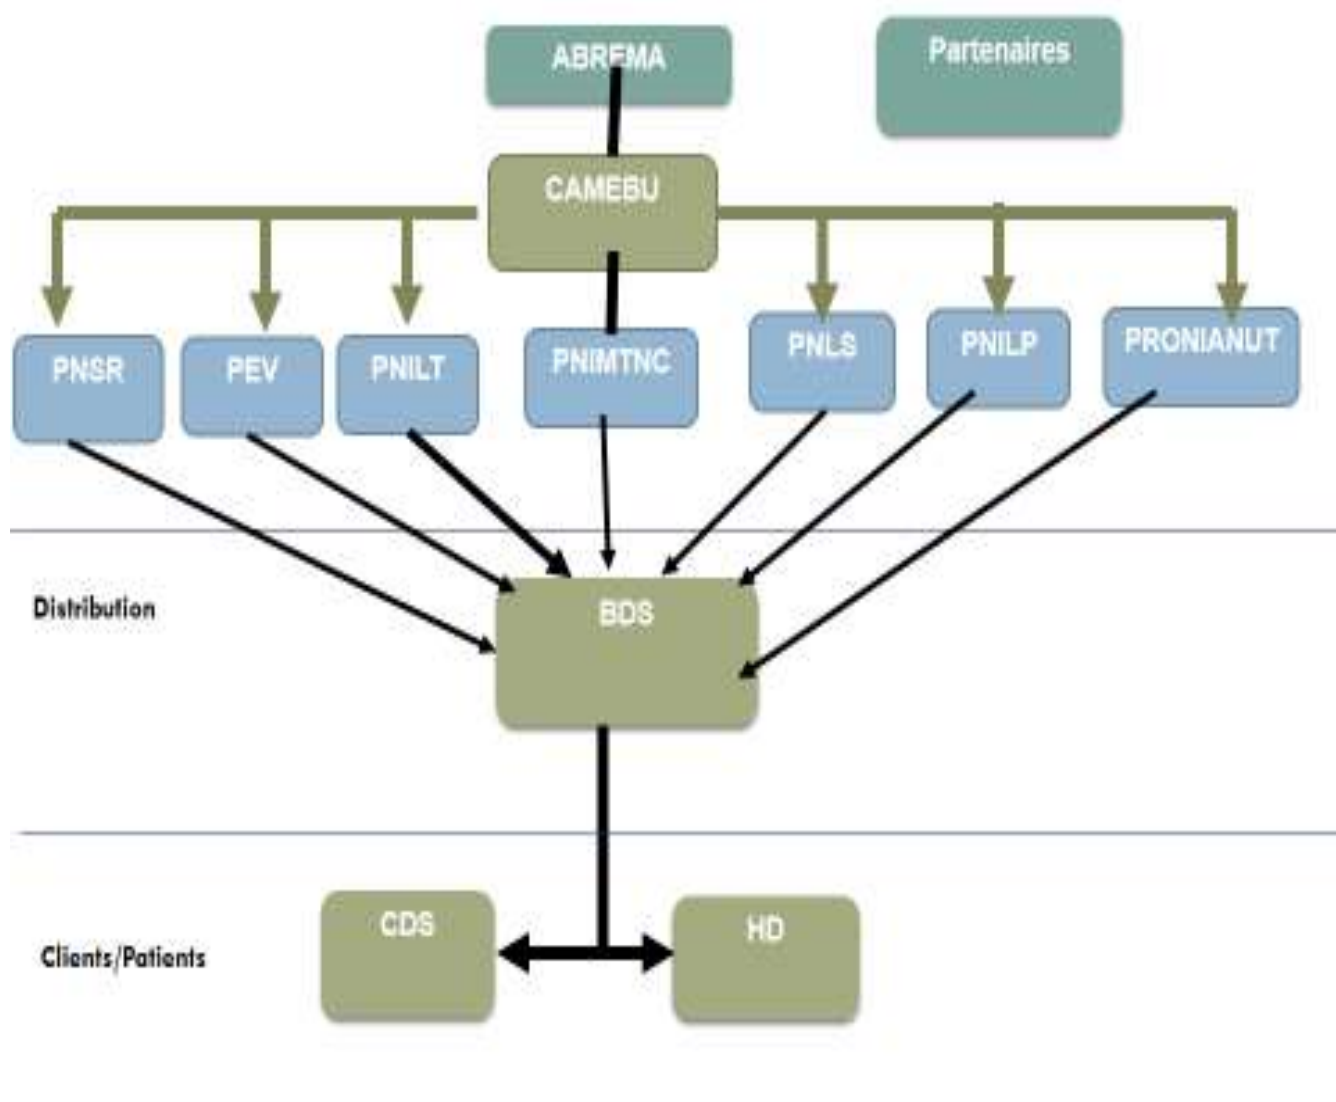 ABREMA
Partenaires
CAMEBU
PNSR
PEV
PNILT
PNIMTNC
PNLS
PNILP
PRONIANUT
Distribution
BDS
CDS
HD
Clients/Patients